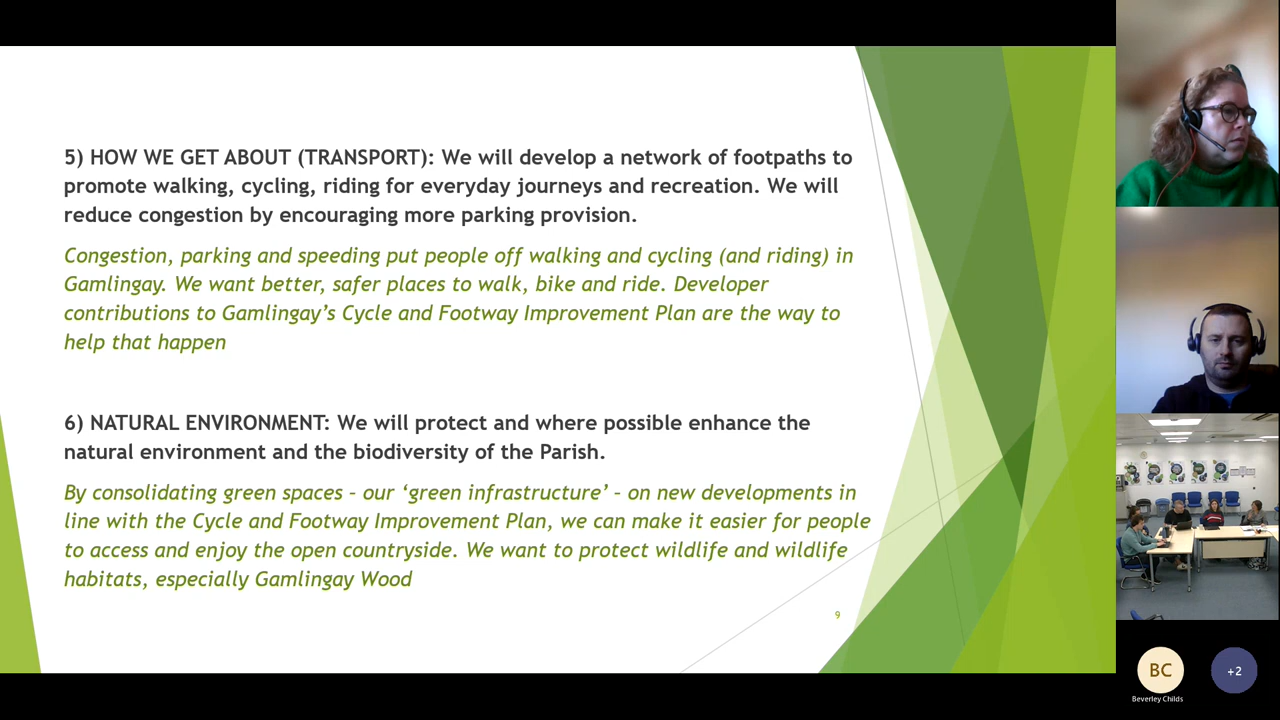 5) HOW WE GET ABOUT (TRANSPORT): We will develop a network of footpaths to
promote walking, cycling, riding for everyday journeys and recreation. We will
reduce congestion by encouraging more parking provision.
Congestion, parking and speeding put people off walking and cycling (and riding) in
Gamlingay. We want better, safer places to walk, bike and ride. Developer
contributions to Gamlingay’s Cycle and Footway Improvement Plan are the way to
help that happen
6) NATURAL ENVIRONMENT: We will protect and where possible enhance the
natural environment and the biodiversity of the Parish.
By consolidating green spaces – our ‘green infrastructure’ – on new developments in
line with the Cycle and Footway Improvement Plan, we can make it easier for people
to access and enjoy the open countryside. We want to protect wildlife and wildlife
habitats, especially Gamlingay Wood
9
BC
+2
Beverley Childs